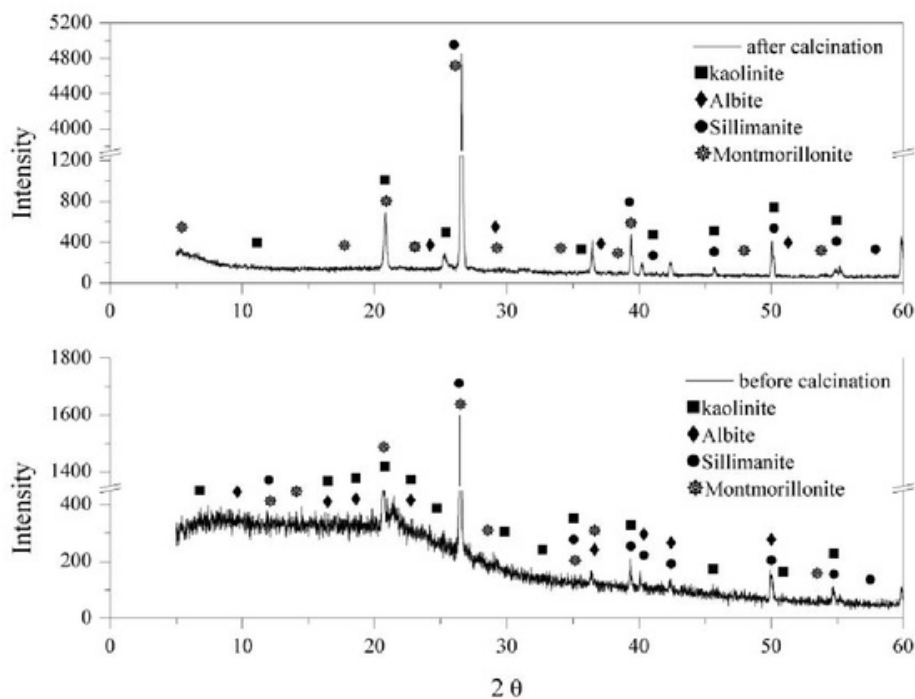 5200
4800
4400
4000
1200
800
400
0
Intensity
after calcination
kaolinite
Albite
Sillimanite
Montmorillonite
0 10 20 30 40 50 60
1800
1600
1400
400
200
0
Intensity
before calcination
kaolinite
Albite
Sillimanite
Montmorillonite
0 10 20 30 40 50 60
2 θ